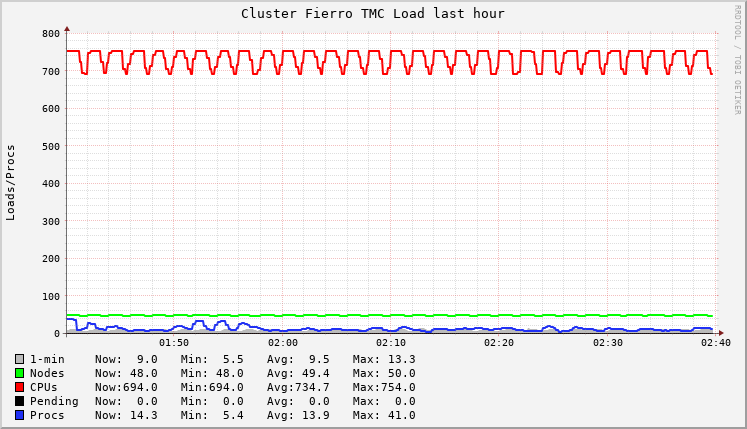 Cluster Fierro TMC Load last hour
RRDTOOL / TOBI OETIKER
Loads/Procs
800
700
600
500
400
300
200
100
0
01:50 02:00 02:10 02:20 02:30 02:40
1-min Now: 9.0 Min: 5.5 Avg: 9.5 Max: 13.3
Nodes Now: 48.0 Min: 48.0 Avg: 49.4 Max: 50.0
CPUs Now:694.0 Min:694.0 Avg:734.7 Max:754.0
Pending Now: 0.0 Min: 0.0 Avg: 0.0 Max: 0.0
Procs Now: 14.3 Min: 5.4 Avg: 13.9 Max: 41.0